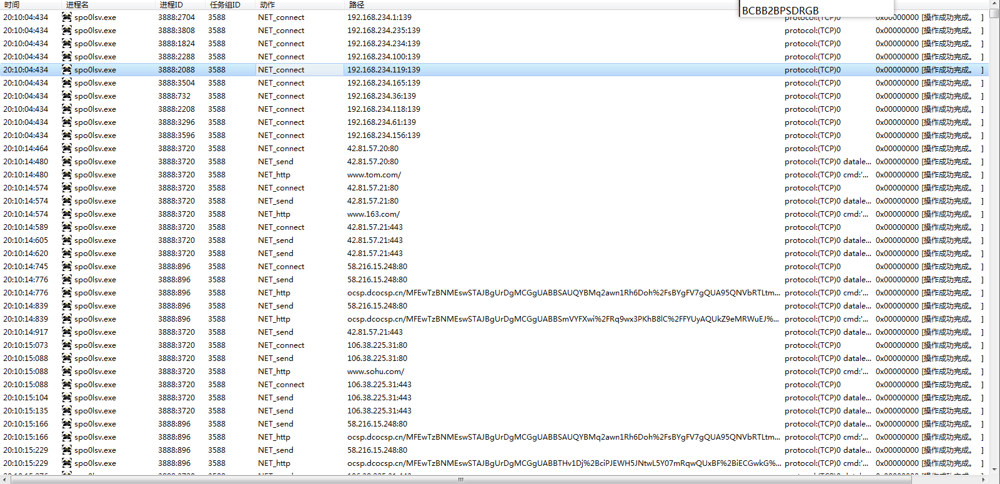 BCBB2BPSDRGB
时间 进程名 进程ID 任务组ID 动作 路径
20:10:04:434 spo0lsv.exe 3888:2704 3588 NET_connect 192.168.234.1:139 protocol:(TCP)0 0x00000000 [操作成功完成。 ]
20:10:04:434 spo0lsv.exe 3888:3808 3588 NET_connect 192.168.234.235:139 protocol:(TCP)0 0x00000000 [操作成功完成。 ]
20:10:04:434 spo0lsv.exe 3888:1824 3588 NET_connect 192.168.234.234:139 protocol:(TCP)0 0x00000000 [操作成功完成。 ]
20:10:04:434 spo0lsv.exe 3888:2288 3588 NET_connect 192.168.234.100:139 protocol:(TCP)0 0x00000000 [操作成功完成。 ]
20:10:04:434 spo0lsv.exe 3888:2088 3588 NET_connect 192.168.234.119:139 protocol:(TCP)0 0x00000000 [操作成功完成。 ]
20:10:04:434 spo0lsv.exe 3888:3504 3588 NET_connect 192.168.234.165:139 protocol:(TCP)0 0x00000000 [操作成功完成。 ]
20:10:04:434 spo0lsv.exe 3888:732 3588 NET_connect 192.168.234.36:139 protocol:(TCP)0 0x00000000 [操作成功完成。 ]
20:10:04:434 spo0lsv.exe 3888:2208 3588 NET_connect 192.168.234.118:139 protocol:(TCP)0 0x00000000 [操作成功完成。 ]
20:10:04:434 spo0lsv.exe 3888:3296 3588 NET_connect 192.168.234.61:139 protocol:(TCP)0 0x00000000 [操作成功完成。 ]
20:10:04:434 spo0lsv.exe 3888:3596 3588 NET_connect 192.168.234.156:139 protocol:(TCP)0 0x00000000 [操作成功完成。 ]
20:10:14:464 spo0lsv.exe 3888:3720 3588 NET_connect 42.81.57.20:80 protocol:(TCP)0 0x00000000 [操作成功完成。 ]
20:10:14:480 spo0lsv.exe 3888:3720 3588 NET_send 42.81.57.20:80 protocol:(TCP)0 datale... 0x00000000 [操作成功完成。 ]
20:10:14:480 spo0lsv.exe 3888:3720 3588 NET_http www.tom.com/ protocol:(TCP)0 cmd:'... 0x00000000 [操作成功完成。 ]
20:10:14:574 spo0lsv.exe 3888:3720 3588 NET_connect 42.81.57.21:80 protocol:(TCP)0 0x00000000 [操作成功完成。 ]
20:10:14:574 spo0lsv.exe 3888:3720 3588 NET_send 42.81.57.21:80 protocol:(TCP)0 datale... 0x00000000 [操作成功完成。 ]
20:10:14:574 spo0lsv.exe 3888:3720 3588 NET_http www.163.com/ protocol:(TCP)0 cmd:'... 0x00000000 [操作成功完成。 ]
20:10:14:589 spo0lsv.exe 3888:3720 3588 NET_connect 42.81.57.21:443 protocol:(TCP)0 0x00000000 [操作成功完成。 ]
20:10:14:605 spo0lsv.exe 3888:3720 3588 NET_send 42.81.57.21:443 protocol:(TCP)0 datale... 0x00000000 [操作成功完成。 ]
20:10:14:620 spo0lsv.exe 3888:3720 3588 NET_send 42.81.57.21:443 protocol:(TCP)0 datale... 0x00000000 [操作成功完成。 ]
20:10:14:745 spo0lsv.exe 3888:896 3588 NET_connect 58.216.15.248:80 protocol:(TCP)0 0x00000000 [操作成功完成。 ]
20:10:14:776 spo0lsv.exe 3888:896 3588 NET_send 58.216.15.248:80 protocol:(TCP)0 datale... 0x00000000 [操作成功完成。 ]
20:10:14:776 spo0lsv.exe 3888:896 3588 NET_http ocsp.dcocsp.cn/MFEwTzBNMEswSTAJBgUrDgMCGgUABBSAUQYBMq2awn1Rh6Doh%2FsBYgFV7gQUA95QNVbRTLtm... protocol:(TCP)0 cmd:'... 0x00000000 [操作成功完成。 ]
20:10:14:839 spo0lsv.exe 3888:896 3588 NET_send 58.216.15.248:80 protocol:(TCP)0 datale... 0x00000000 [操作成功完成。 ]
20:10:14:839 spo0lsv.exe 3888:896 3588 NET_http ocsp.dcocsp.cn/MFEwTzBNMEswSTAJBgUrDgMCGgUABBSmVYFXwi%2FRq9wx3PKhB8lC%2FFYUyAQUkZ9eMRWuEJ%... protocol:(TCP)0 cmd:'... 0x00000000 [操作成功完成。 ]
20:10:14:917 spo0lsv.exe 3888:3720 3588 NET_send 42.81.57.21:443 protocol:(TCP)0 datale... 0x00000000 [操作成功完成。 ]
20:10:15:073 spo0lsv.exe 3888:3720 3588 NET_connect 106.38.225.31:80 protocol:(TCP)0 0x00000000 [操作成功完成。 ]
20:10:15:088 spo0lsv.exe 3888:3720 3588 NET_send 106.38.225.31:80 protocol:(TCP)0 datale... 0x00000000 [操作成功完成。 ]
20:10:15:088 spo0lsv.exe 3888:3720 3588 NET_http www.sohu.com/ protocol:(TCP)0 cmd:'... 0x00000000 [操作成功完成。 ]
20:10:15:088 spo0lsv.exe 3888:3720 3588 NET_connect 106.38.225.31:443 protocol:(TCP)0 0x00000000 [操作成功完成。 ]
20:10:15:104 spo0lsv.exe 3888:3720 3588 NET_send 106.38.225.31:443 protocol:(TCP)0 datale... 0x00000000 [操作成功完成。 ]
20:10:15:135 spo0lsv.exe 3888:3720 3588 NET_send 106.38.225.31:443 protocol:(TCP)0 datale... 0x00000000 [操作成功完成。 ]
20:10:15:166 spo0lsv.exe 3888:896 3588 NET_send 58.216.15.248:80 protocol:(TCP)0 datale... 0x00000000 [操作成功完成。 ]
20:10:15:166 spo0lsv.exe 3888:896 3588 NET_http ocsp.dcocsp.cn/MFEwTzBNMEswSTAJBgUrDgMCGgUABBSAUQYBMq2awn1Rh6Doh%2FsBYgFV7gQUA95QNVbRTLtm... protocol:(TCP)0 cmd:'... 0x00000000 [操作成功完成。 ]
20:10:15:229 spo0lsv.exe 3888:896 3588 NET_send 58.216.15.248:80 protocol:(TCP)0 datale... 0x00000000 [操作成功完成。 ]
20:10:15:229 spo0lsv.exe 3888:896 3588 NET_http ocsp.dcocsp.cn/MFEwTzBNMEswSTAJBgUrDgMCGgUABBTHv1Dj%2BciPJEWH5JNtwL5Y07mRqwQUxBF%2BiECGwkG%... protocol:(TCP)0 cmd:'... 0x00000000 [操作成功完成。 ]